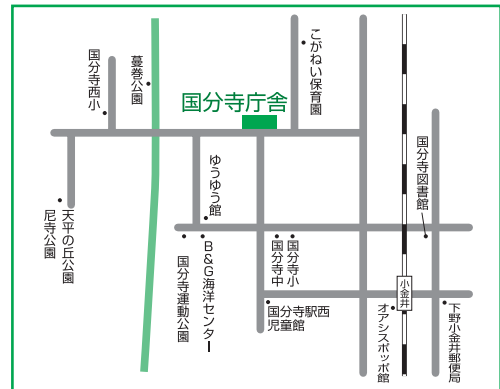 国分寺西小
蔓巻公園
こがねい保育園
国分寺庁舎
国分寺図書館
ゆうゆう館
天平の丘公園
尼寺公園
国分寺運動公園
B&G海洋センター
国分寺小
国分寺中
小金井
国分寺駅西
児童館
オアシスポッポ館
下野小金井郵便局